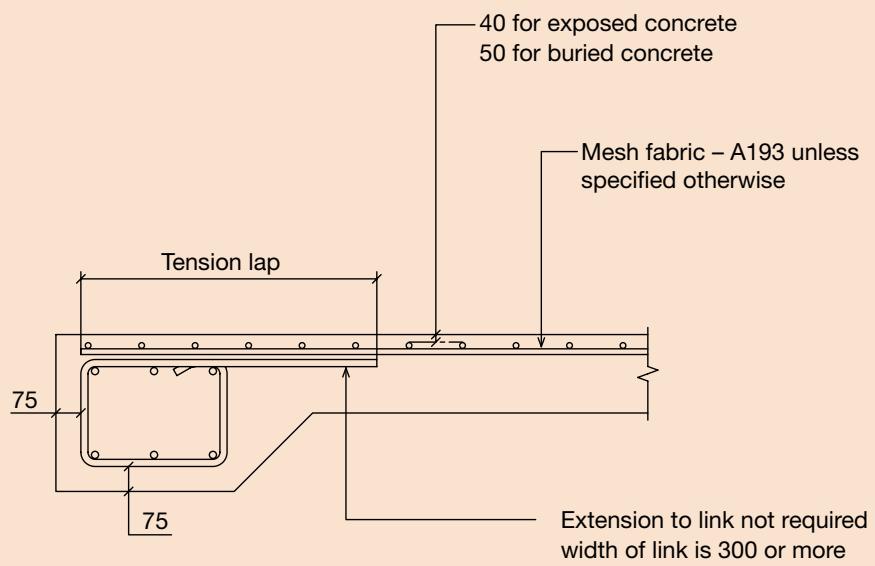 40 for exposed concrete
50 for buried concrete
Mesh fabric – A193 unless
specified otherwise
Tension lap
75
75
Extension to link not required
width of link is 300 or more